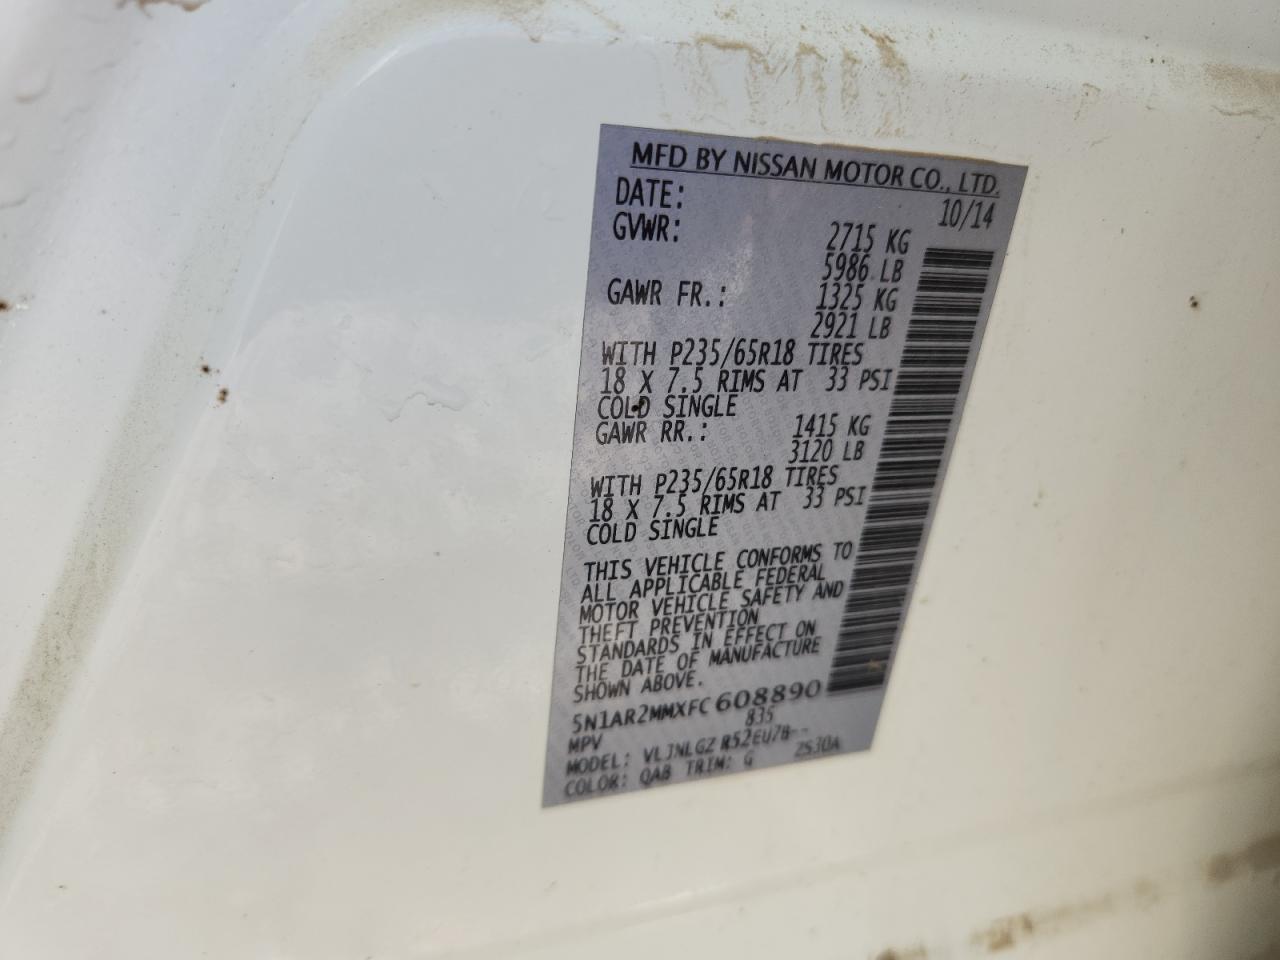 MFD BY NISSAN MOTOR CO., LTD.
DATE: 10/14
GVWR: 2715 KG
5986 LB
GAWR FR.: 1325 KG
2921 LB
WITH P235/65R18 TIRES
18 X 7.5 RIMS AT 33 PSI
COLD SINGLE
GAWR RR.: 1415 KG
3120 LB
WITH P235/65R18 TIRES
18 X 7.5 RIMS AT 33 PSI
COLD SINGLE
THIS VEHICLE CONFORMS TO
ALL APPLICABLE FEDERAL
MOTOR VEHICLE SAFETY AND
THEFT PREVENTION
STANDARDS IN EFFECT ON
THE DATE OF MANUFACTURE
SHOWN ABOVE.
5N1AR2MMXFC608890
MPV 835
MODEL: VLJNLGZ R52EU7B--
COLOR: QAB TRIM: G ZS30A